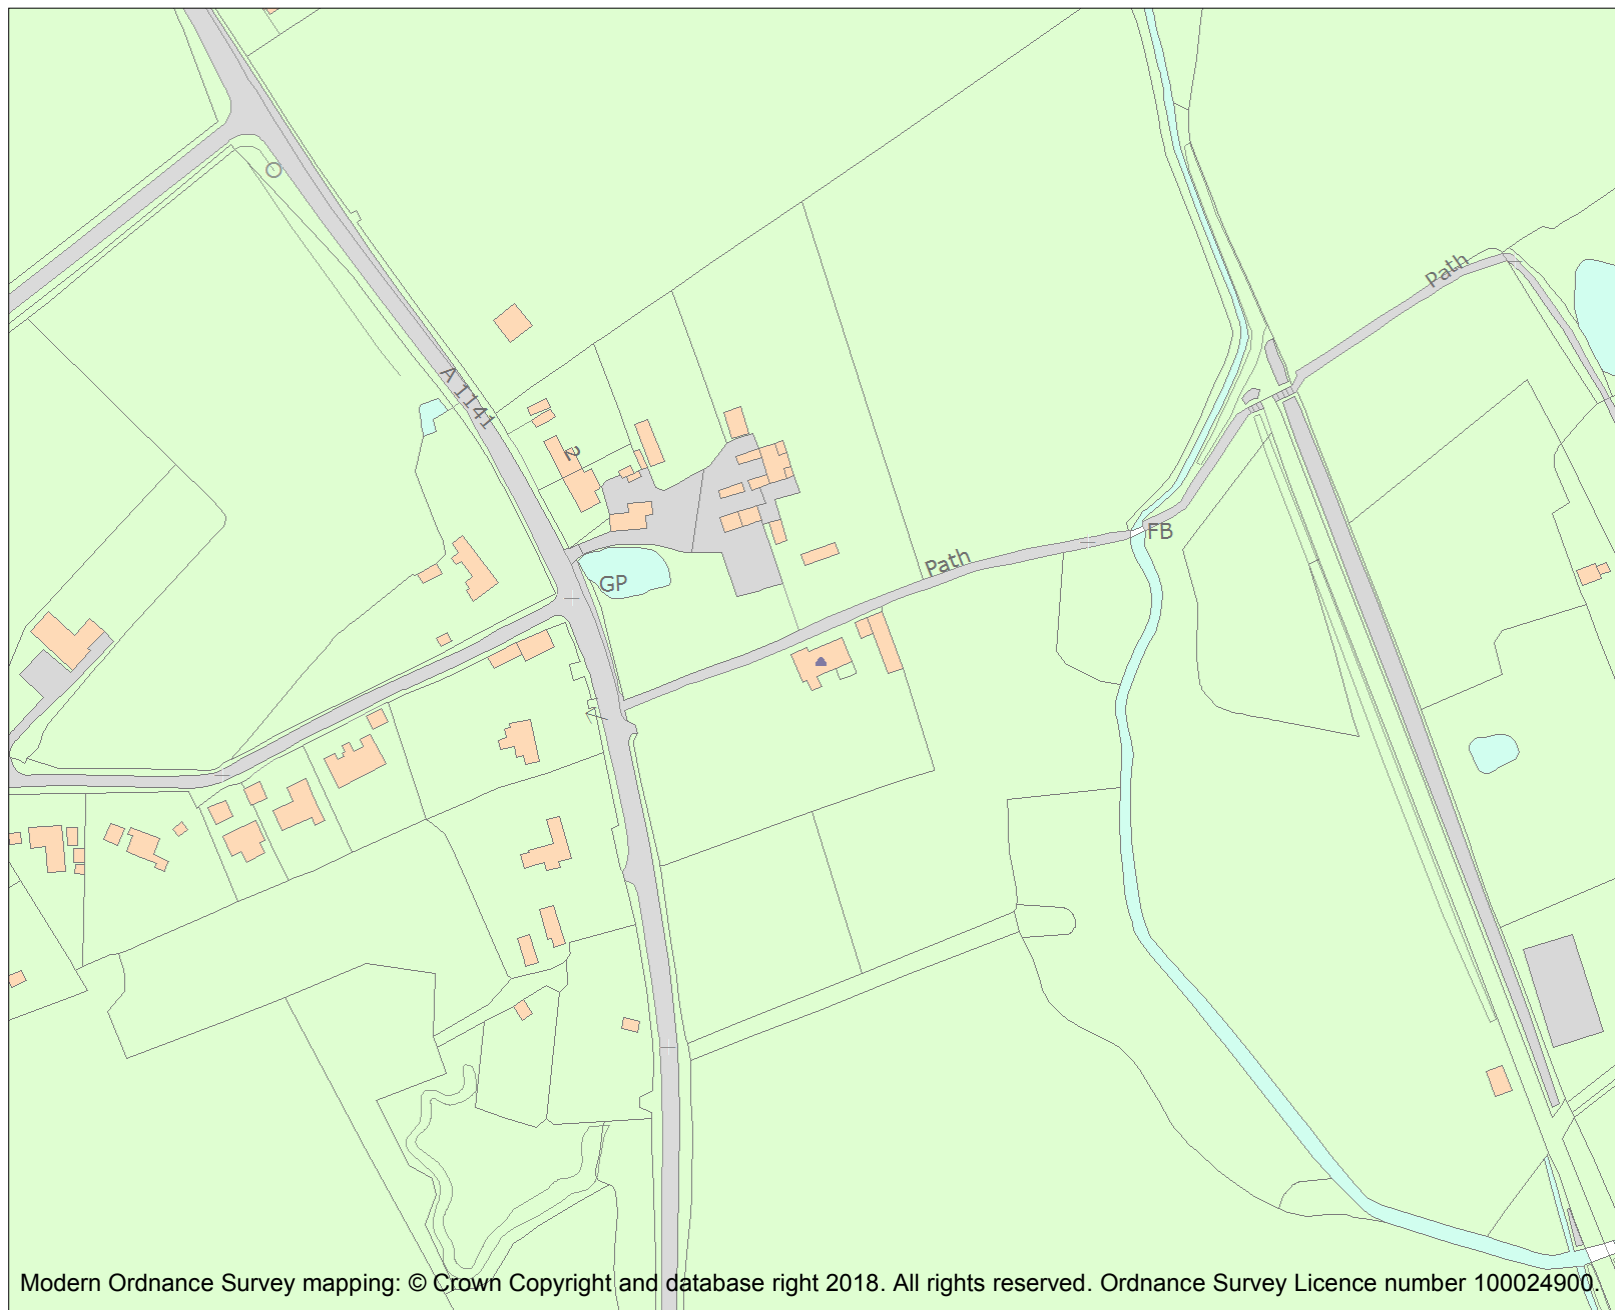 Path
A 1141
2
FB
Path
GP
Modern Ordnance Survey mapping: © Crown Copyright and database right 2018. All rights reserved. Ordnance Survey Licence number 100024900.